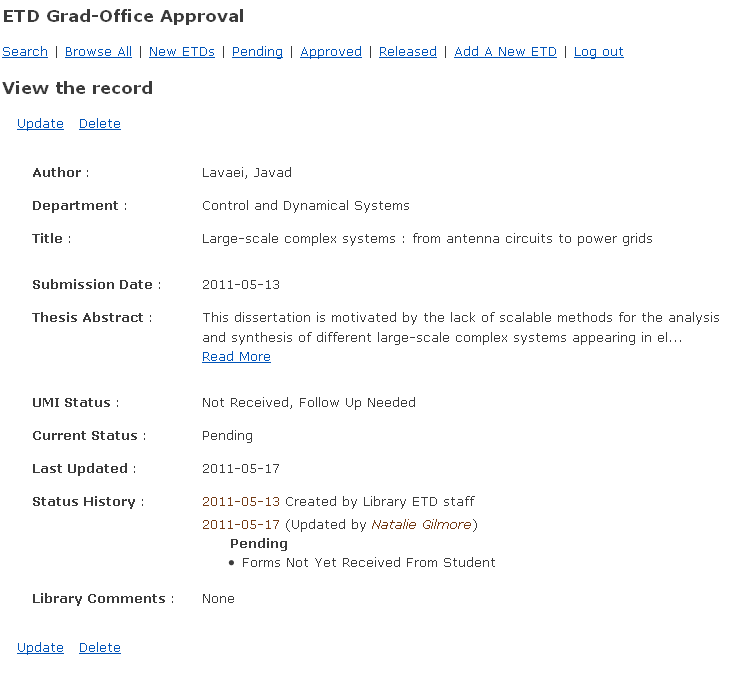 ETD Grad-Office Approval
Search | Browse All | New ETDs | Pending | Approved | Released | Add A New ETD | Log out
View the record
Update Delete
Author : Lavaei, Javad
Department : Control and Dynamical Systems
Title : Large-scale complex systems : from antenna circuits to power grids
Submission Date : 2011-05-13
Thesis Abstract : This dissertation is motivated by the lack of scalable methods for the analysis
and synthesis of different large-scale complex systems appearing in el...
Read More
UMI Status : Not Received, Follow Up Needed
Current Status : Pending
Last Updated : 2011-05-17
Status History : 2011-05-13 Created by Library ETD staff
2011-05-17 (Updated by Natalie Gilmore)
Pending
• Forms Not Yet Received From Student
Library Comments : None
Update Delete